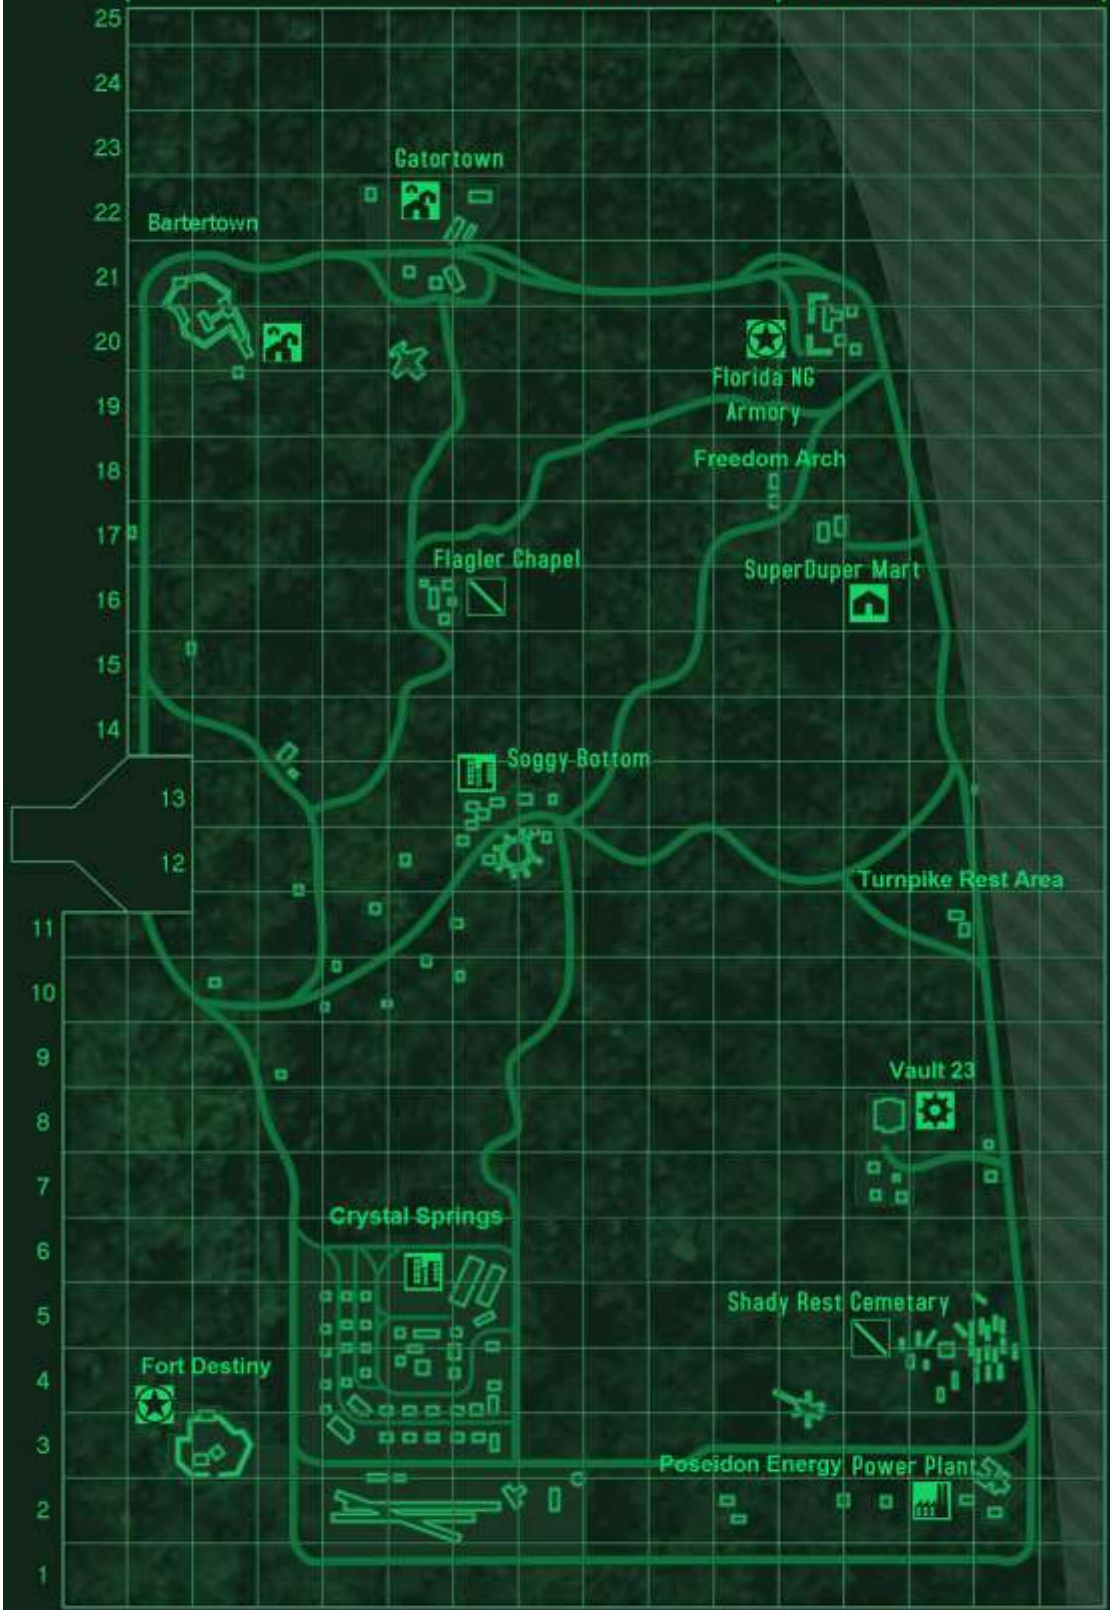 25
24
23
Gatortown
22
Bartertown
21
20
Florida NG
19
Armory
18
Freedom Arch
17
Flagler Chapel
SuperDuper Mart
16
15
14
Soggy Bottom
13
12
Turnpike Rest Area
11
10
9
Vault 23
8
7
Crystal Springs
6
5
Shady Rest Cemetary
4
Fort Destiny
3
Poseidon Energy Power Plant
2
1